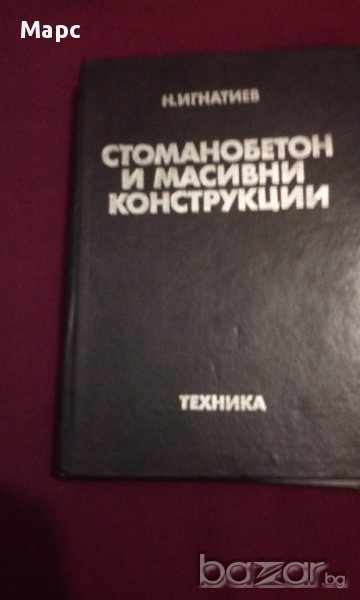 Марс
Н.ИГНАТИЕВ
СТОМАНОБЕТОН
И МАСИВНИ
КОНСТРУКЦИИ
ТЕХНИКА
bazar.bg